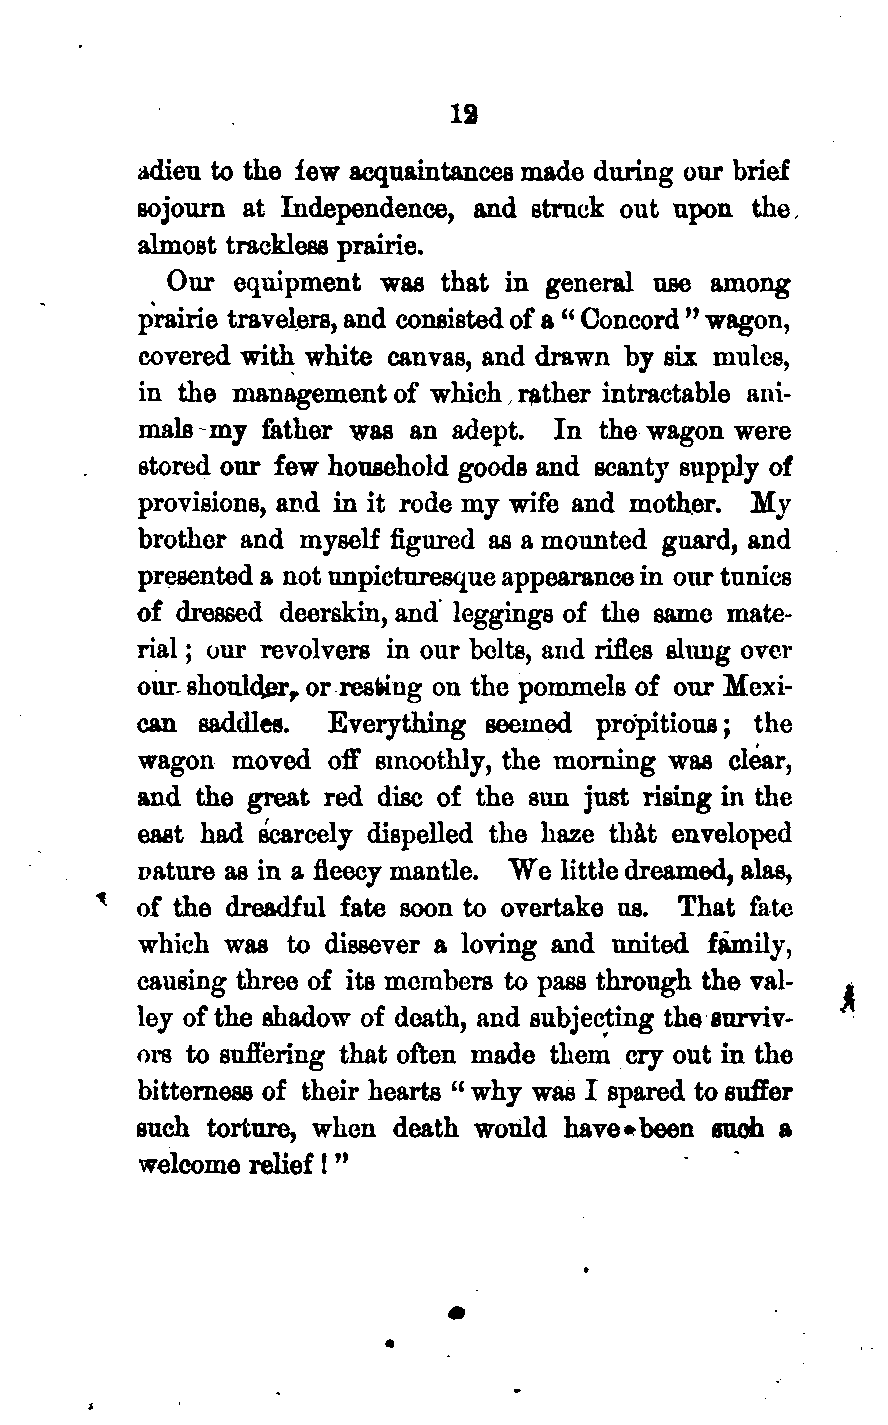 12
adieu to the few acquaintances made during our brief
sojourn at Independence, and struck out upon the
almost trackless prairie.
Our equipment was that in general use among
prairie travelers, and consisted of a “ Concord ” wagon,
covered with white canvas, and drawn by six mules,
in the management of which rather intractable ani-
mals my father was an adept. In the wagon were
stored our few household goods and scanty supply of
provisions, and in it rode my wife and mother. My
brother and myself figured as a mounted guard, and
presented a not unpicturesque appearance in our tunics
of dressed deerskin, and leggings of the same mate-
rial ; our revolvers in our belts, and rifles slung over
our shoulder, or resting on the pommels of our Mexi-
can saddles. Everything seemed propitious ; the
wagon moved off smoothly, the morning was clear,
and the great red disc of the sun just rising in the
east had scarcely dispelled the haze that enveloped
nature as in a fleecy mantle. We little dreamed, alas,
of the dreadful fate soon to overtake us. That fate
which was to dissever a loving and united family,
causing three of its members to pass through the val-
ley of the shadow of death, and subjecting the surviv-
ors to suffering that often made them cry out in the
bitterness of their hearts “ why was I spared to suffer
such torture, when death would have been such a
welcome relief ! ”